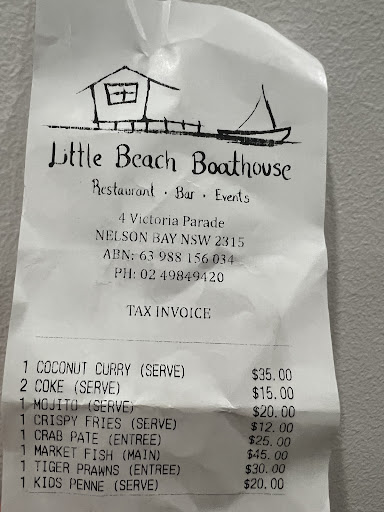 Little Beach Boathouse
Restaurant · Bar · Events
4 Victoria Parade
NELSON BAY NSW 2315
ABN: 63 988 156 034
PH: 02 49849420
TAX INVOICE
1 COCONUT CURRY (SERVE) $35.00
2 COKE (SERVE) $15.00
1 MOJITO (SERVE) $20.00
1 CRISPY FRIES (SERVE) $12.00
1 CRAB PATE (ENTREE) $25.00
1 MARKET FISH (MAIN) $45.00
1 TIGER PRAWNS (ENTREE) $30.00
1 KIDS PENNE (SERVE) $20.00